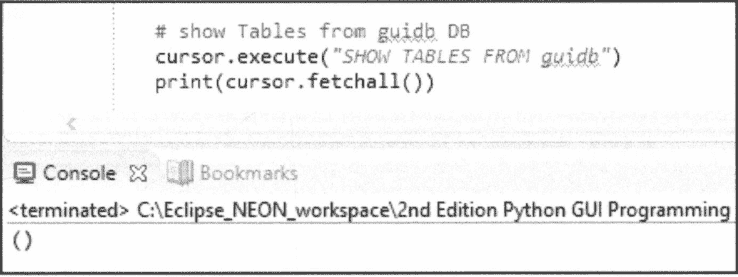 # show Tables from guidb DB
cursor.execute("SHOW TABLES FROM guidb")
print(cursor.fetchall())
Console Bookmarks
<terminated> C:\Eclipse_NEON_workspace\2nd Edition Python GUI Programming
()